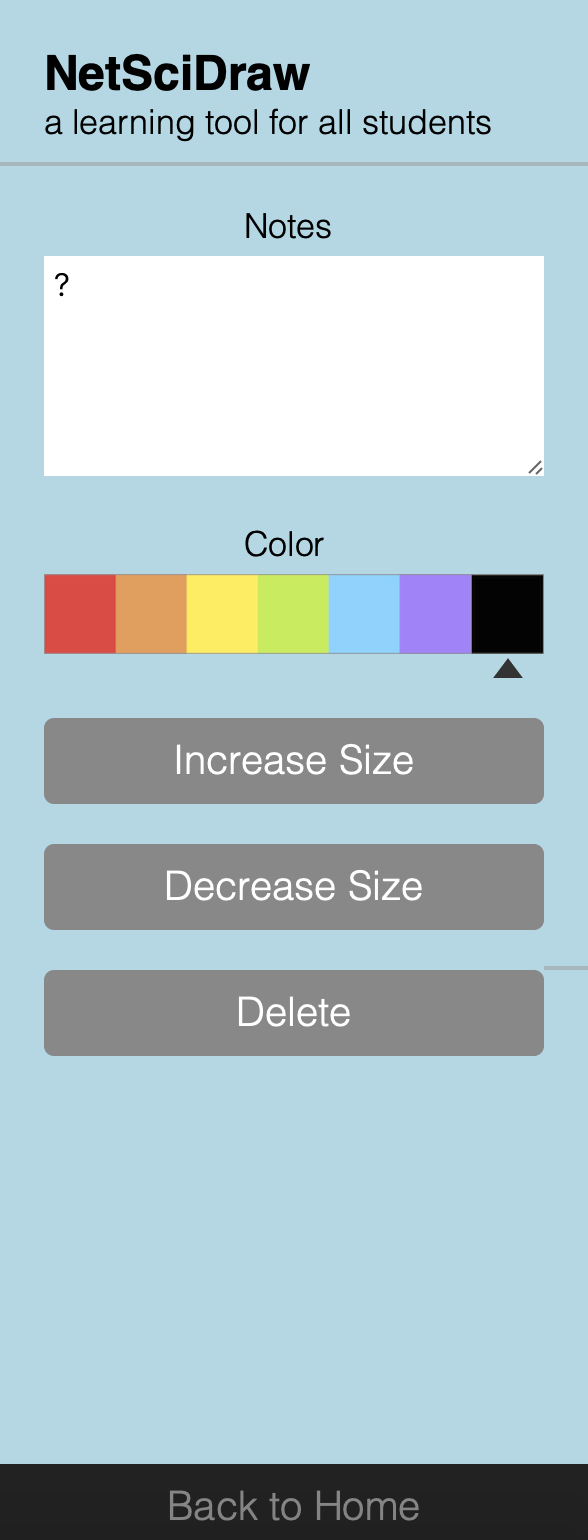 NetSciDraw
a learning tool for all students
Notes
?
Color
Increase Size
Decrease Size
Delete
Back to Home